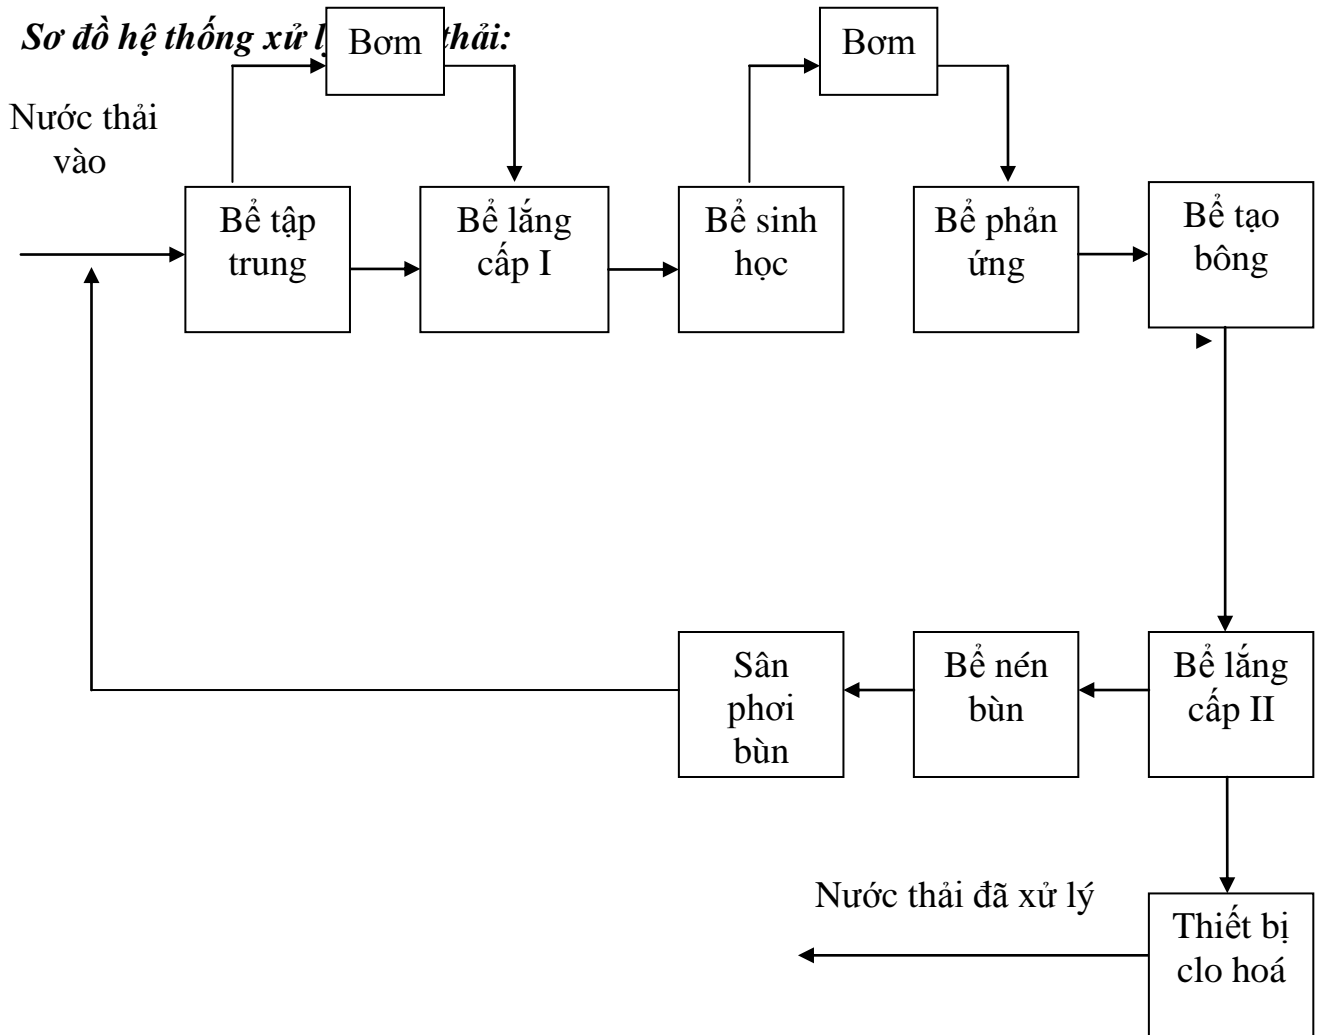 Sơ đồ hệ thống xử thải:
Bơm
Bơm
Nước thải
vào
Bể tập
trung
Bể lắng
cấp I
Bể sinh
học
Bể phản
ứng
Bể tạo
bông
Sân
phơi
bùn
Bể nén
bùn
Bể lắng
cấp II
Nước thải đã xử lý
Thiết bị
clo hoá